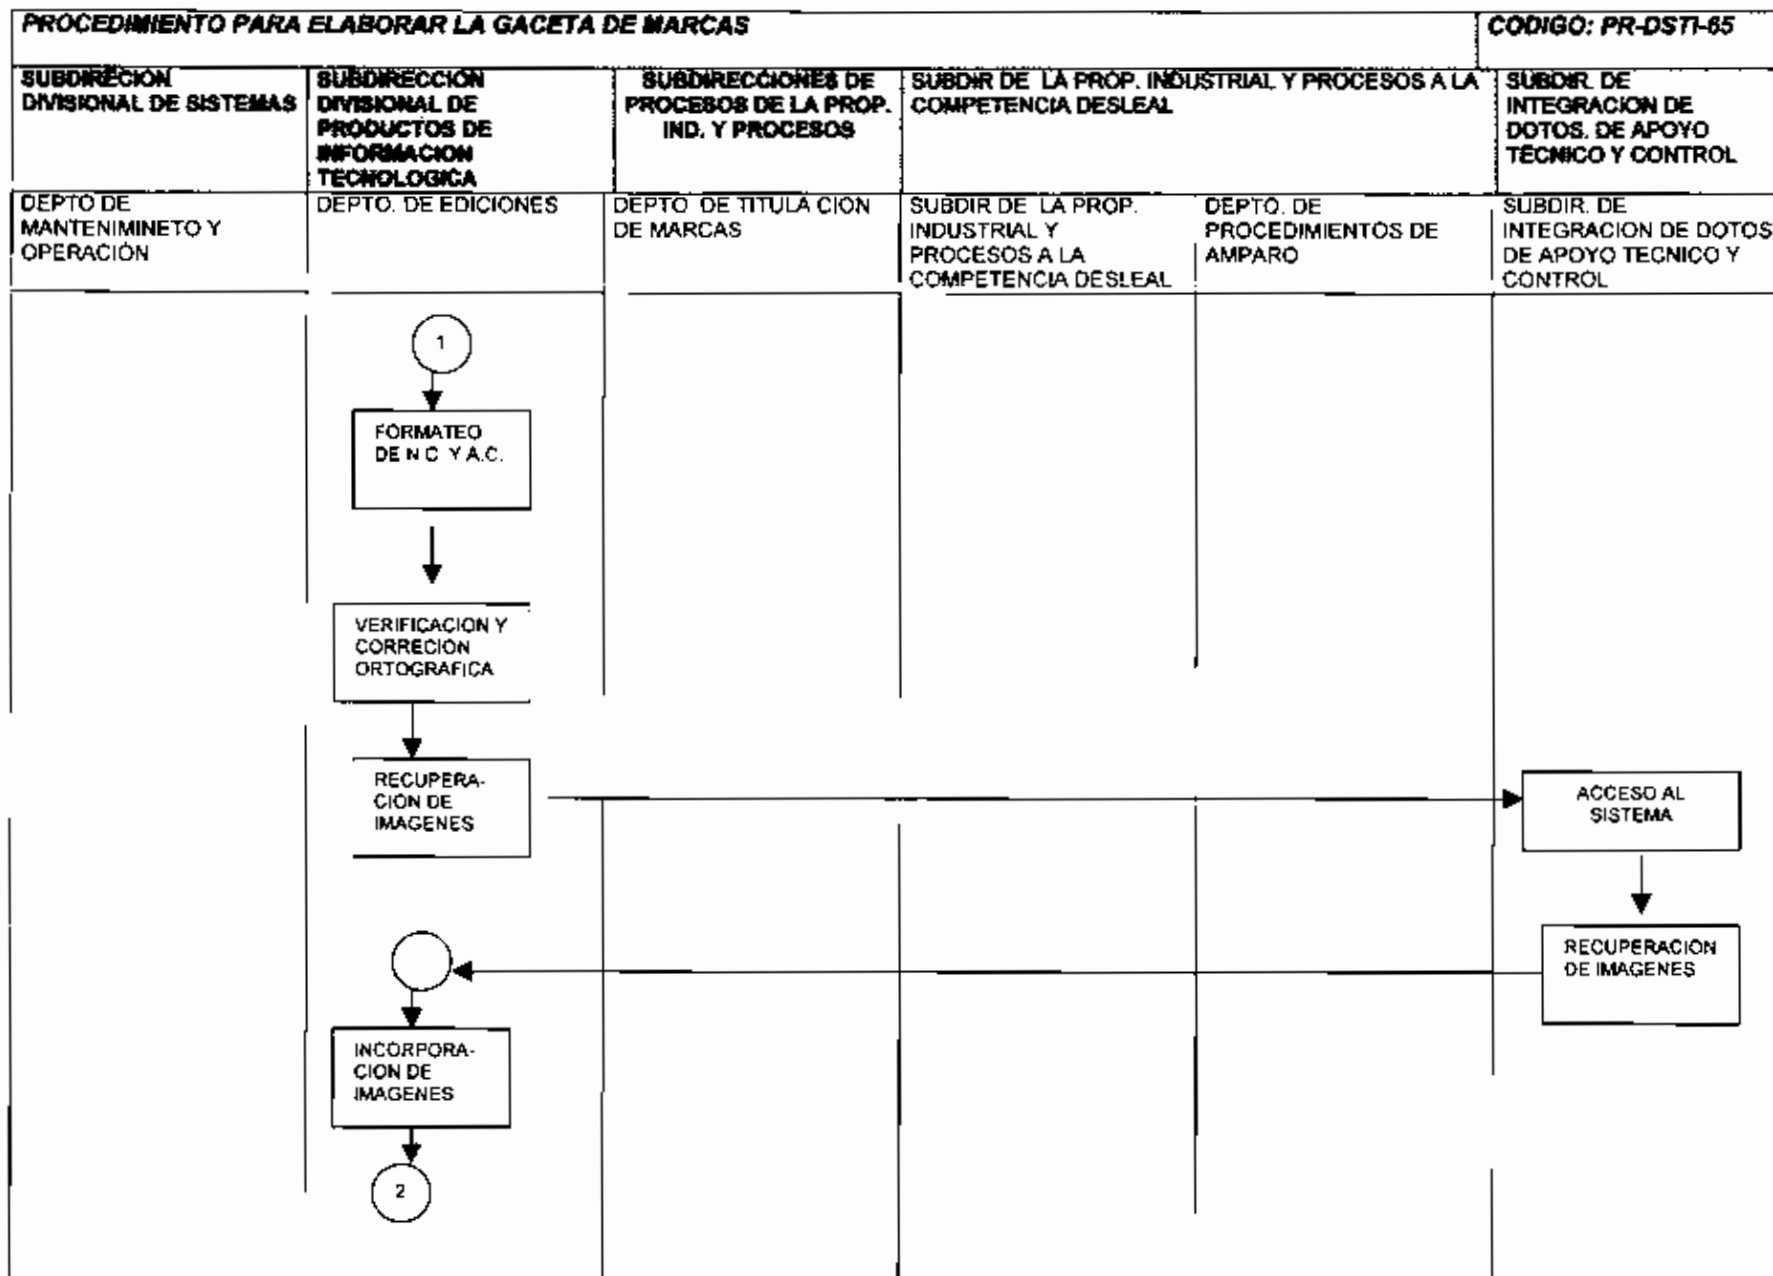 PROCEDIMIENTO PARA ELABORAR LA GACETA DE MARCAS
CODIGO: PR-DSTI-65
SUBDIRECION
DIVISIONAL DE SISTEMAS
SUBDIRECCION
DIVISIONAL DE
PRODUCTOS DE
INFORMACION
TECNOLOGICA
SUBDIRECCIONES DE
PROCESOS DE LA PROP.
IND. Y PROCESOS
SUBDIR DE LA PROP. INDUSTRIAL Y PROCESOS A LA
COMPETENCIA DESLEAL
SUBDIR. DE
INTEGRACION DE
DOTOS. DE APOYO
TÉCNICO Y CONTROL
DEPTO DE
MANTENIMINETO Y
OPERACIÓN
DEPTO. DE EDICIONES
DEPTO DE TITULA CION
DE MARCAS
SUBDIR DE LA PROP.
INDUSTRIAL Y
PROCESOS A LA
COMPETENCIA DESLEAL
DEPTO. DE
PROCEDIMIENTOS DE
AMPARO
SUBDIR. DE
INTEGRACION DE DOTOS
DE APOYO TECNICO Y
CONTROL
1
FORMATEO
DE N C Y A.C.
VERIFICACION Y
CORRECION
ORTOGRAFICA
RECUPERA-
CION DE
IMAGENES
ACCESO AL
SISTEMA
RECUPERACION
DE IMAGENES
INCORPORA-
CION DE
IMAGENES
2